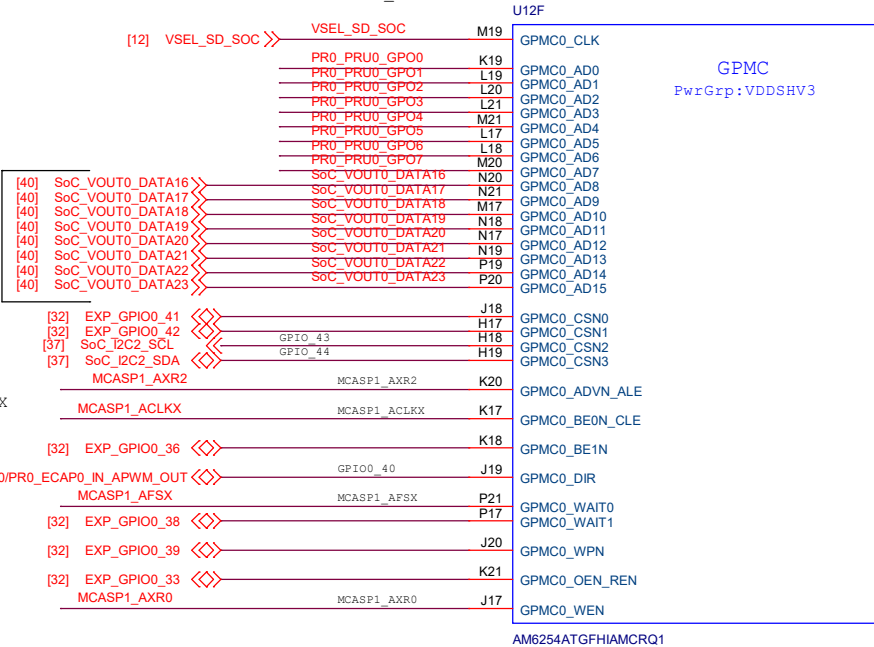 U12F
[12] VSEL_SD_SOC VSEL_SD_SOC M19 GPMC0_CLK
GPMC
PwrGrp:VDDSHV3
PR0_PRU0_GPO0 K19 GPMC0_AD0
PR0_PRU0_GPO1 L19 GPMC0_AD1
PR0_PRU0_GPO2 L20 GPMC0_AD2
PR0_PRU0_GPO3 L21 GPMC0_AD3
PR0_PRU0_GPO4 M21 GPMC0_AD4
PR0_PRU0_GPO5 L17 GPMC0_AD5
PR0_PRU0_GPO6 L18 GPMC0_AD6
PR0_PRU0_GPO7 M20 GPMC0_AD7
[40] SoC_VOUT0_DATA16 SoC_VOUT0_DATA16 N20 GPMC0_AD8
[40] SoC_VOUT0_DATA17 SoC_VOUT0_DATA17 N21 GPMC0_AD9
[40] SoC_VOUT0_DATA18 SoC_VOUT0_DATA18 M17 GPMC0_AD10
[40] SoC_VOUT0_DATA19 SoC_VOUT0_DATA19 N18 GPMC0_AD11
[40] SoC_VOUT0_DATA20 SoC_VOUT0_DATA20 N17 GPMC0_AD12
[40] SoC_VOUT0_DATA21 SoC_VOUT0_DATA21 N19 GPMC0_AD13
[40] SoC_VOUT0_DATA22 SoC_VOUT0_DATA22 P19 GPMC0_AD14
[40] SoC_VOUT0_DATA23 SoC_VOUT0_DATA23 P20 GPMC0_AD15
[32] EXP_GPIO0_41 J18 GPMC0_CSN0
[32] EXP_GPIO0_42 H17 GPMC0_CSN1
[37] SoC_I2C2_SCL GPIO_43 H18 GPMC0_CSN2
[37] SoC_I2C2_SDA GPIO_44 H19 GPMC0_CSN3
MCASP1_AXR2 MCASP1_AXR2 K20 GPMC0_ADVN_ALE
X MCASP1_ACLKX MCASP1_ACLKX K17 GPMC0_BE0N_CLE
[32] EXP_GPIO0_36 K18 GPMC0_BE1N
0/PR0_ECAP0_IN_APWM_OUT GPIO0_40 J19 GPMC0_DIR
MCASP1_AFSX MCASP1_AFSX P21 GPMC0_WAIT0
[32] EXP_GPIO0_38 P17 GPMC0_WAIT1
[32] EXP_GPIO0_39 J20 GPMC0_WPN
[32] EXP_GPIO0_33 K21 GPMC0_OEN_REN
MCASP1_AXR0 MCASP1_AXR0 J17 GPMC0_WEN
AM6254ATGFHIAMCRQ1